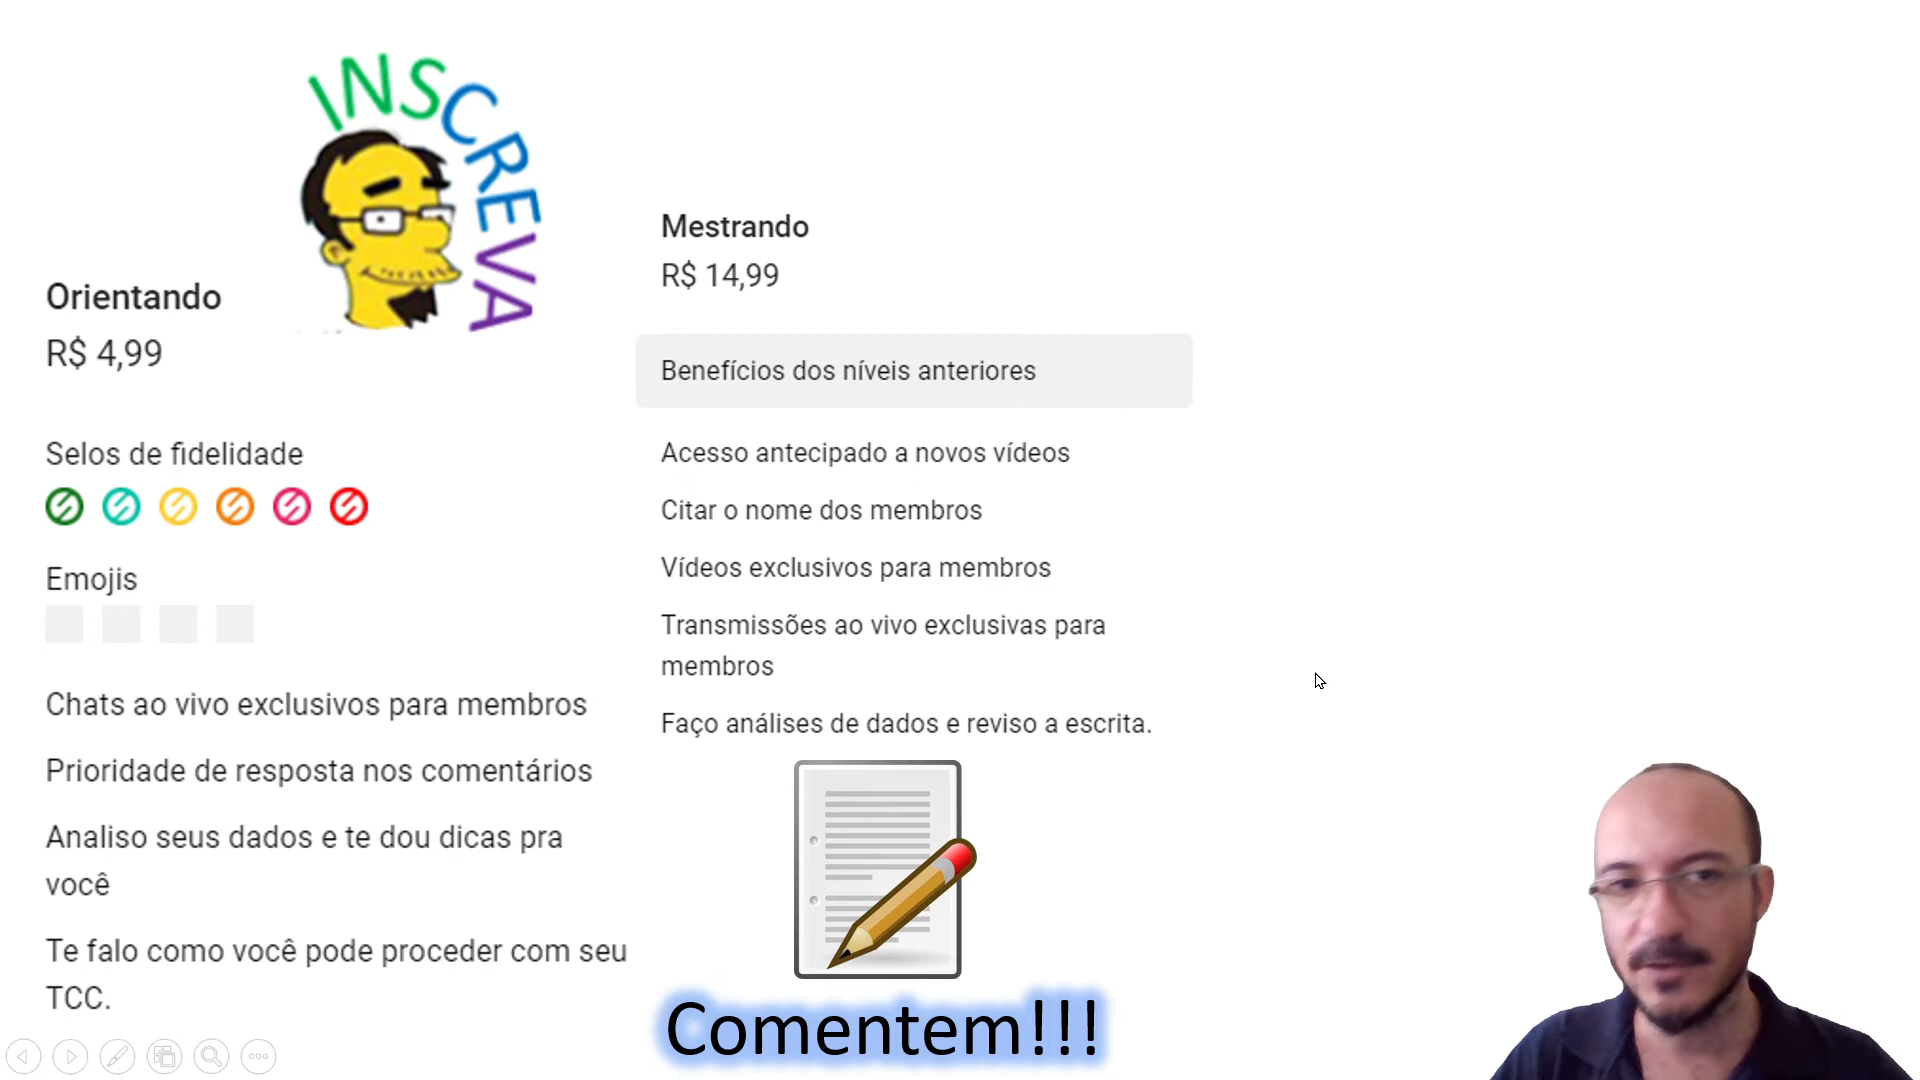 INSCREVA
Orientando
R$ 4,99
Selos de fidelidade
Emojis
Chats ao vivo exclusivos para membros
Prioridade de resposta nos comentários
Analiso seus dados e te dou dicas pra
você
Te falo como você pode proceder com seu
TCC.
Mestrando
R$ 14,99
Benefícios dos níveis anteriores
Acesso antecipado a novos vídeos
Citar o nome dos membros
Vídeos exclusivos para membros
Transmissões ao vivo exclusivas para
membros
Faço análises de dados e reviso a escrita.
Comentem!!!